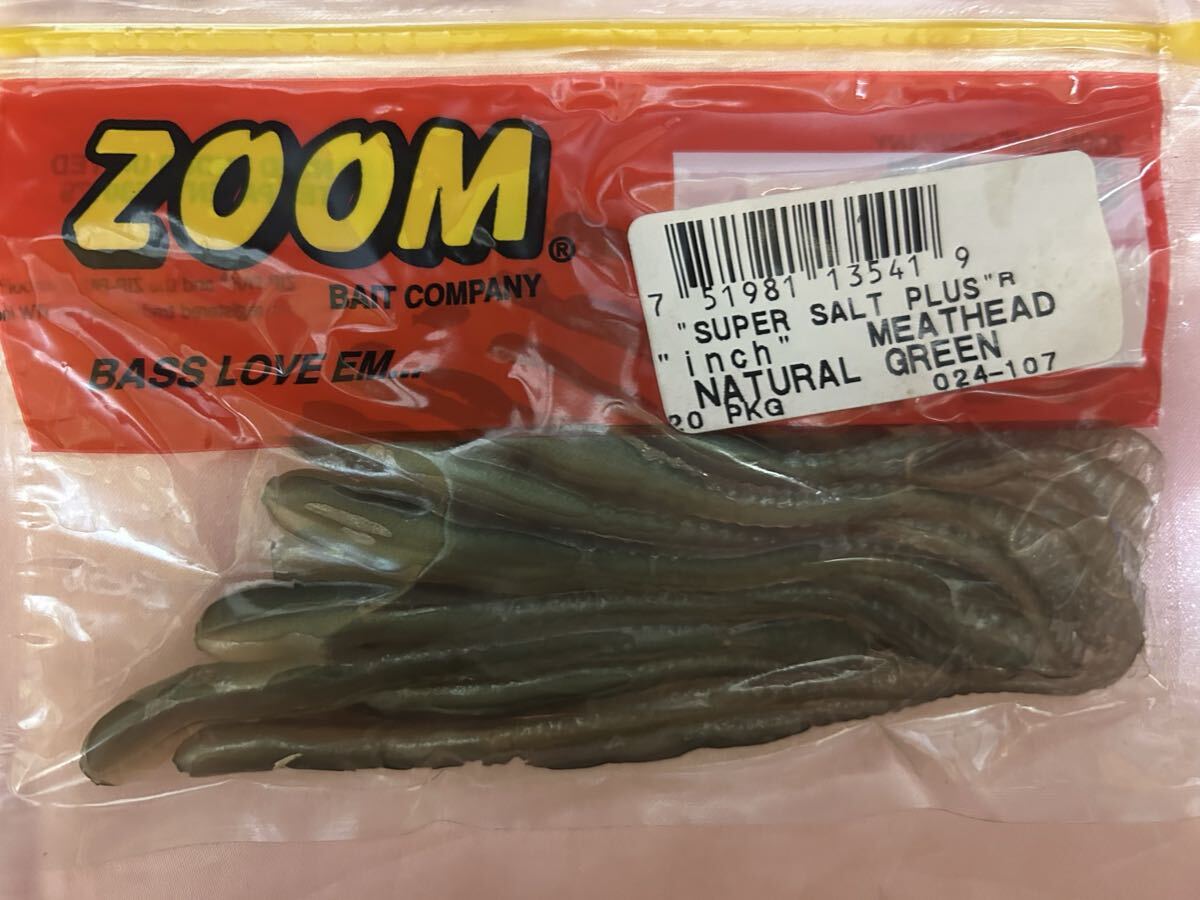 ZOOM®
BAIT COMPANY
BASS LOVE EM...
7 51981 13541 9
"SUPER SALT PLUS"R
"inch" MEATHEAD
NATURAL GREEN
20 PKG 024-107